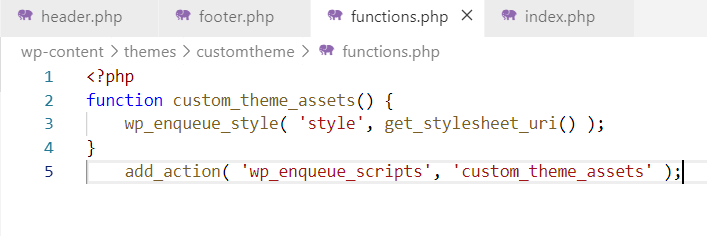 header.php footer.php functions.php × index.php
wp-content > themes > customtheme > functions.php
1 <?php
2 function custom_theme_assets() {
3 wp_enqueue_style( 'style', get_stylesheet_uri() );
4 }
5 add_action( 'wp_enqueue_scripts', 'custom_theme_assets' );